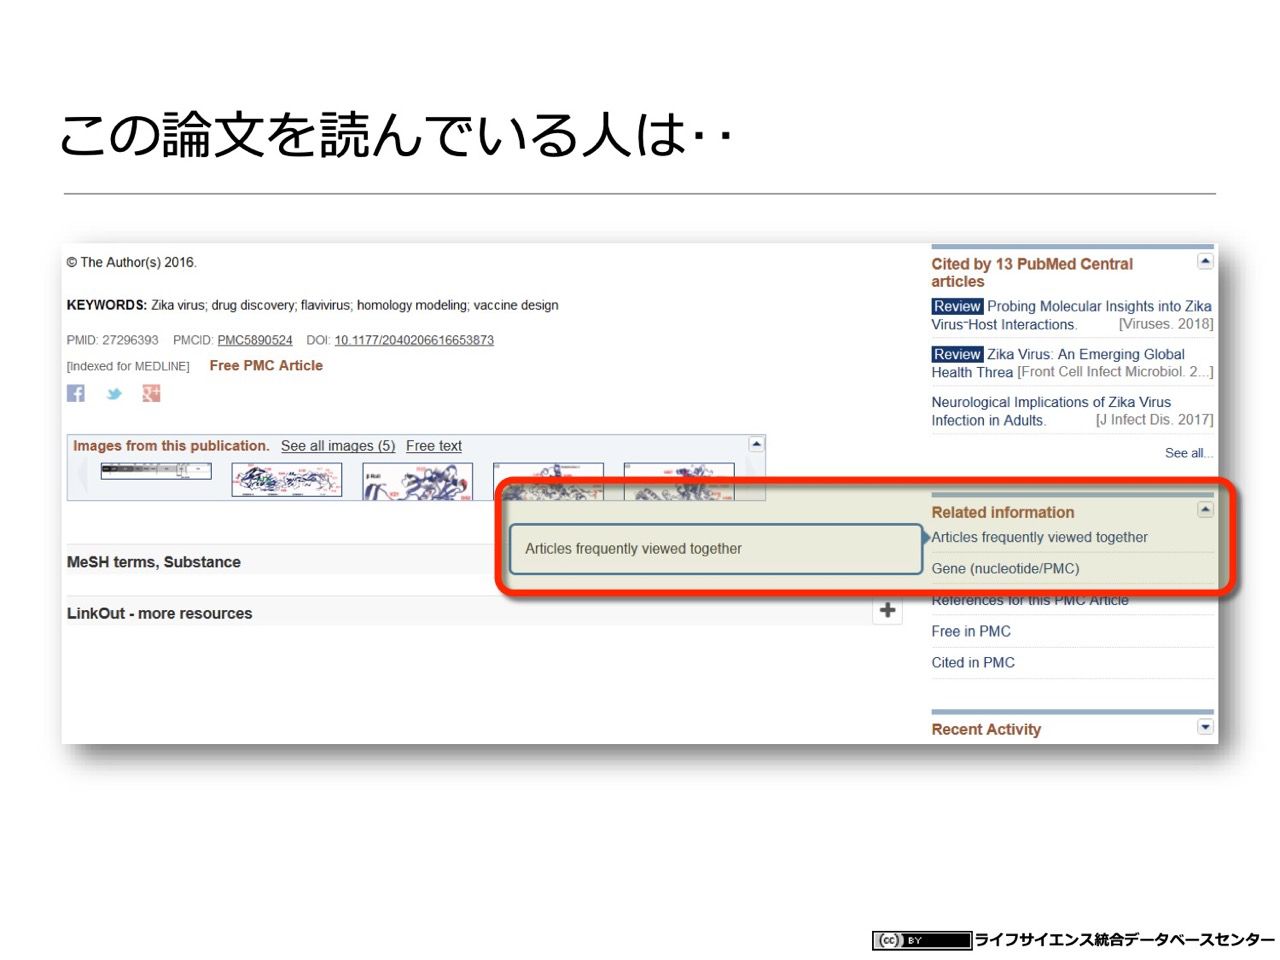 この論文を読んでいる人は‥
© The Author(s) 2016.
KEYWORDS: Zika virus; drug discovery; flavivirus; homology modeling; vaccine design
PMID: 27296393 PMCID: PMC5890524 DOI: 10.1177/2040206616653873
[Indexed for MEDLINE] Free PMC Article
Images from this publication. See all images (5) Free text
MeSH terms, Substance
LinkOut - more resources
Articles frequently viewed together
Cited by 13 PubMed Central
articles
Review Probing Molecular Insights into Zika
Virus-Host Interactions. [Viruses. 2018]
Review Zika Virus: An Emerging Global
Health Threa [Front Cell Infect Microbiol. 2...]
Neurological Implications of Zika Virus
Infection in Adults. [J Infect Dis. 2017]
See all...
Related information
Articles frequently viewed together
Gene (nucleotide/PMC)
References for this PMC Article
Free in PMC
Cited in PMC
Recent Activity
(cc) BY ライフサイエンス統合データベースセンター